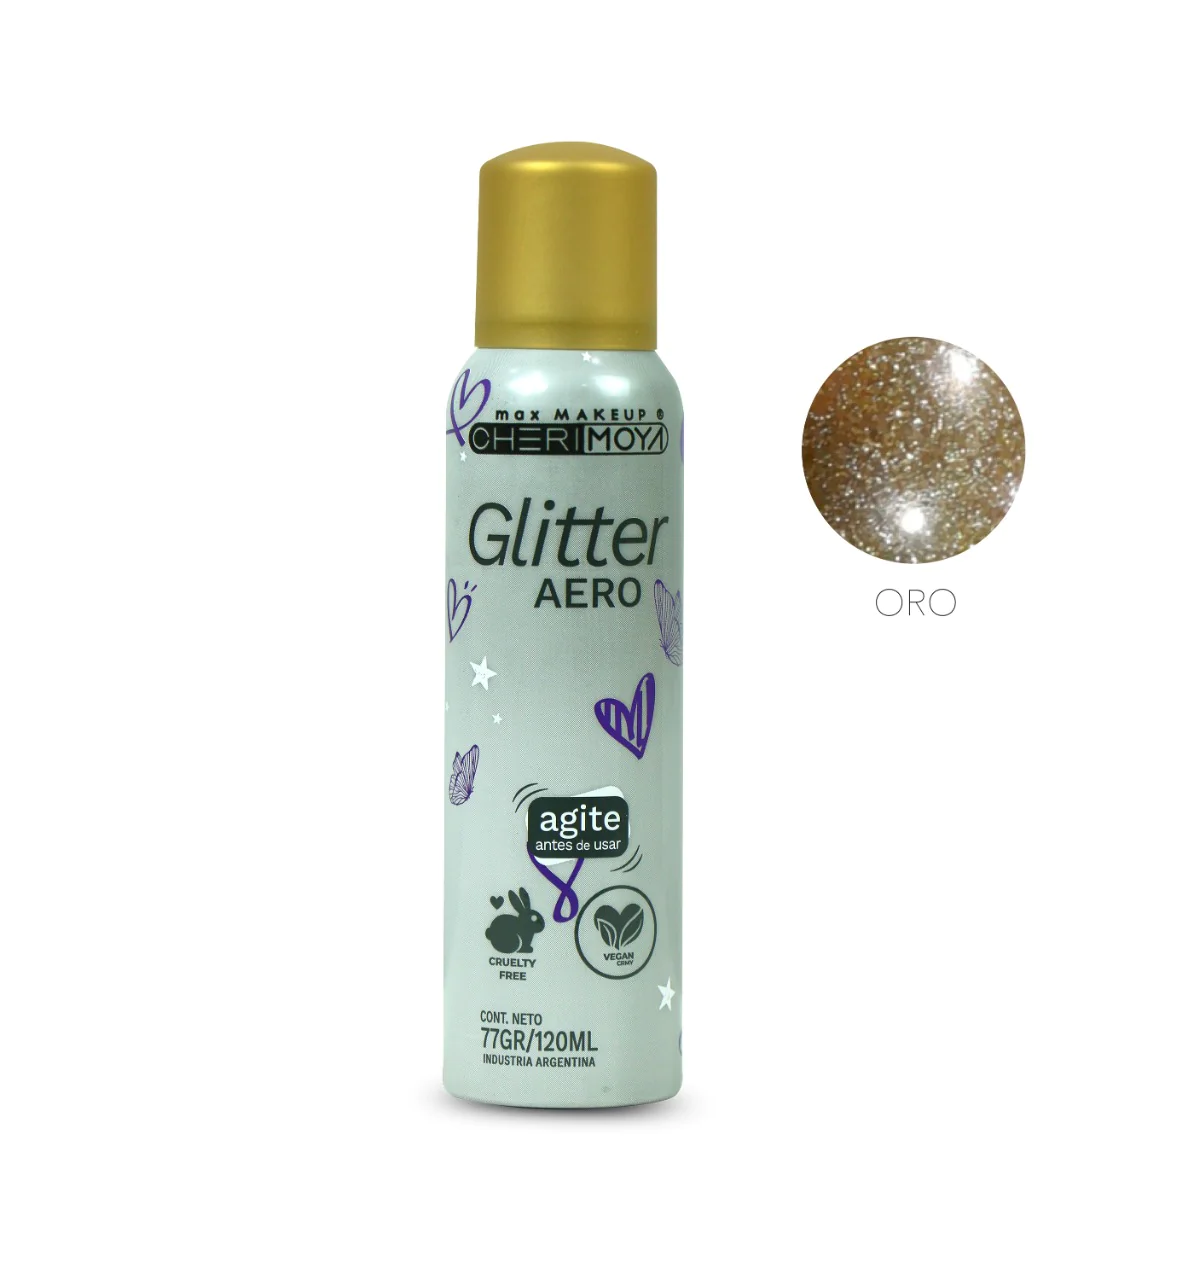 max MAKEUP ®
CHERIMOYA
Glitter
AERO
agite
antes de usar
CRUELTY
FREE
VEGAN
CRMY
CONT. NETO
77GR/120ML
INDUSTRIA ARGENTINA
ORO